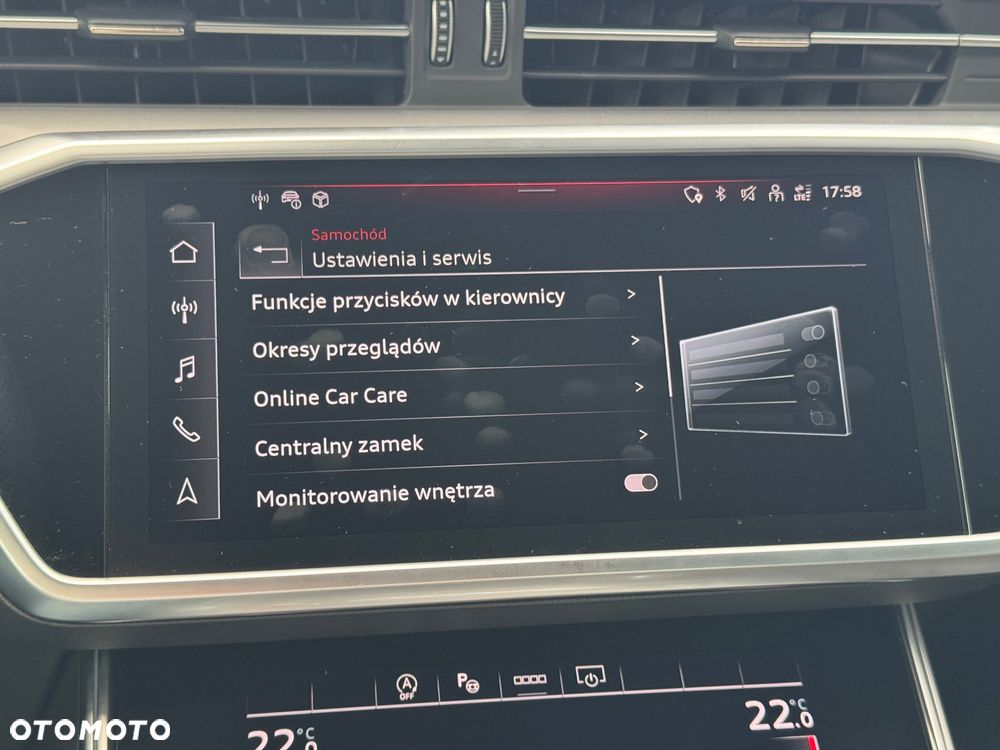 LTE 17:58
Samochód
Ustawienia i serwis
Funkcje przycisków w kierownicy >
Okresy przeglądów >
Online Car Care >
Centralny zamek >
Monitorowanie wnętrza
A OFF P
22°C 22.0°C
OTOMOTO